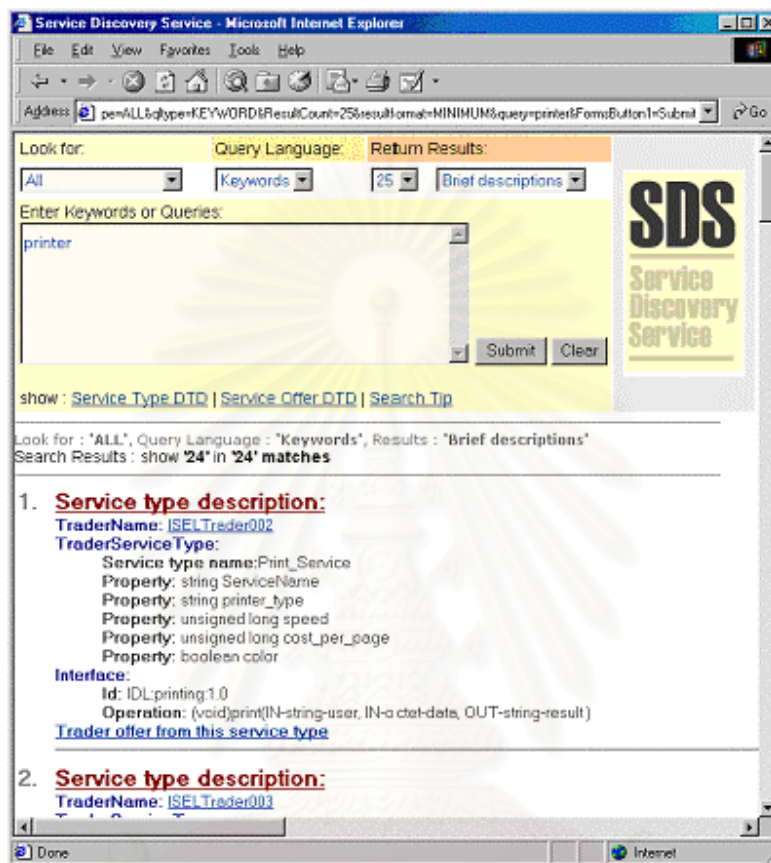 Service Discovery Service - Microsoft Internet Explorer
File Edit View Favorites Tools Help
Address pe=ALL&qltype=KEYWORD&ResultCount=25&resultformat=MINIMUM&query=printer&FormsButton1=Submit Go
Look for: Query Language: Return Results:
All Keywords 25 Brief descriptions
Enter Keywords or Queries:
printer
SDS
Service
Discovery
Service
Submit Clear
show : Service Type DTD | Service Offer DTD | Search Tip
Look for : "ALL", Query Language : "Keywords", Results : "Brief descriptions"
Search Results : show '24' in '24' matches
1. Service type description:
TraderName: ISELTrader002
TraderServiceType:
Service type name:Print_Service
Property: string ServiceName
Property: string printer_type
Property: unsigned long speed
Property: unsigned long cost_per_page
Property: boolean color
Interface:
Id: IDL:printing:1.0
Operation: (void)print(IN-string-user, IN-octet-data, OUT-string-result)
Trader offer from this service type
2. Service type description:
TraderName: ISELTrader003
Done Internet